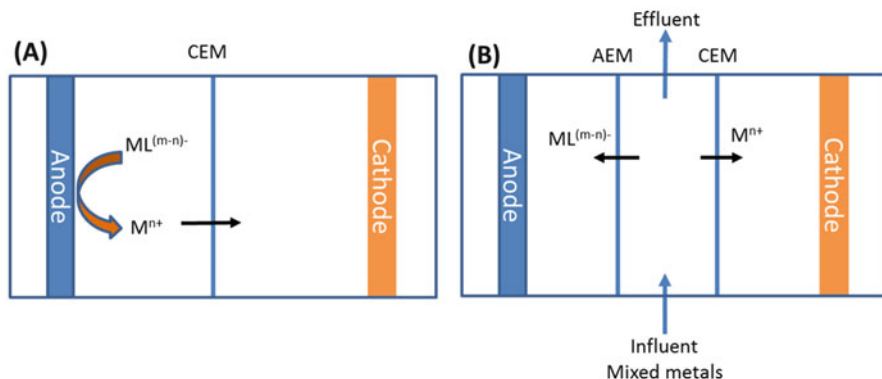 (A)
CEM
Anode
ML(m-n)-
Mn+
Cathode
(B)
Effluent
AEM
CEM
Anode
ML(m-n)-
Mn+
Cathode
Influent
Mixed metals